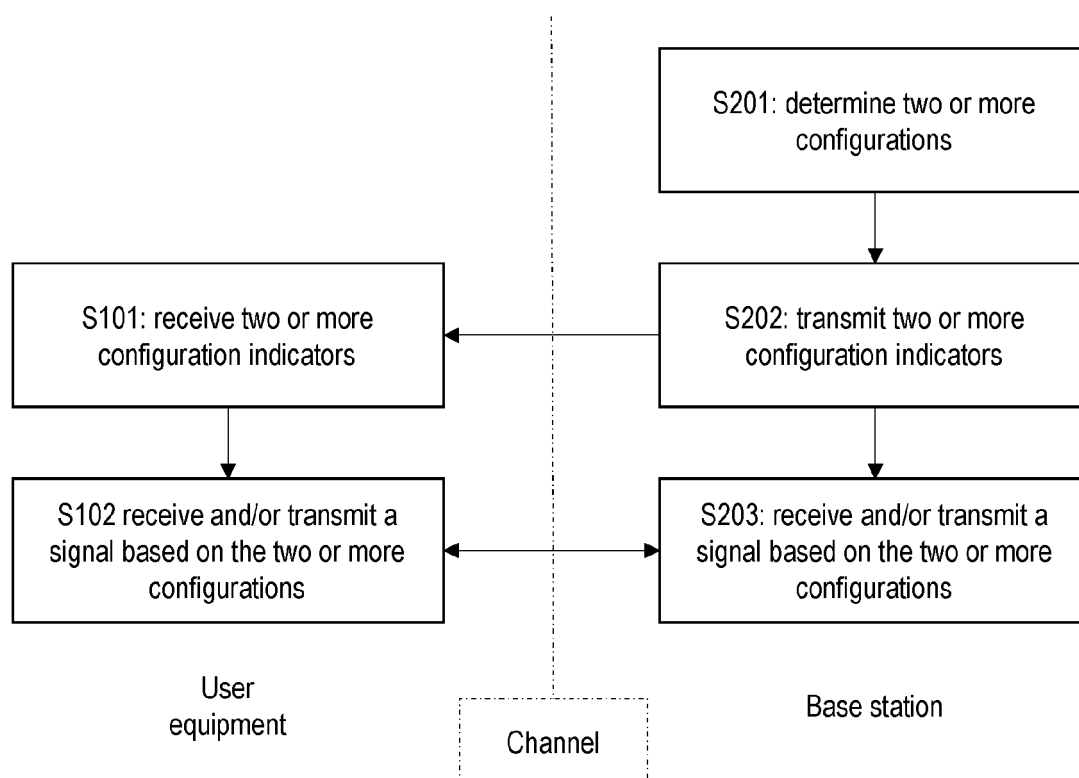 S201: determine two or more
configurations
S101: receive two or more
configuration indicators
S202: transmit two or more
configuration indicators
S102 receive and/or transmit a
signal based on the two or more
configurations
S203: receive and/or transmit a
signal based on the two or more
configurations
User
equipment
Channel
Base station